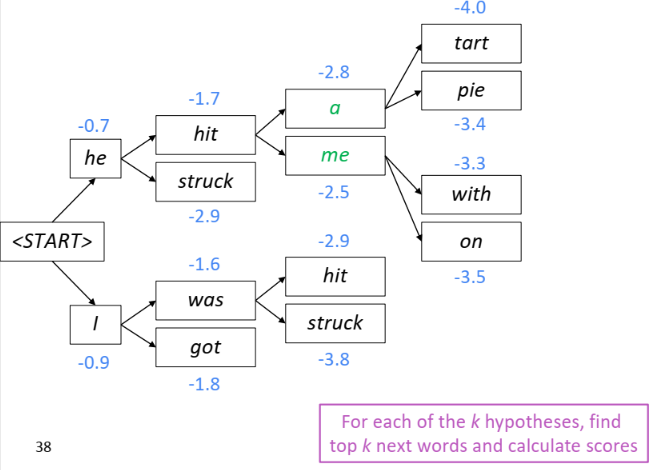 -4.0
tart
-2.8
pie
-1.7
a
-0.7
hit
-3.4
he
me
-3.3
struck
with
-2.5
-2.9
<START>
-2.9
on
-1.6
hit
-3.5
was
I
struck
got
-0.9
-3.8
-1.8
For each of the k hypotheses, find
top k next words and calculate scores
38